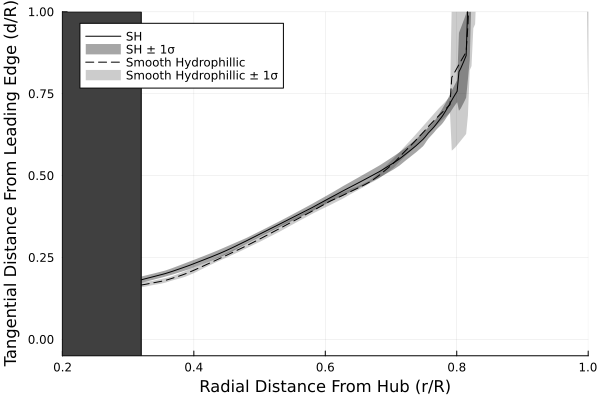 1.00
0.75
0.50
0.25
0.00
Tangential Distance From Leading Edge (d/R)
SH
SH ± 1σ
Smooth Hydrophillic
Smooth Hydrophillic ± 1σ
0.2
0.4
0.6
0.8
1.0
Radial Distance From Hub (r/R)